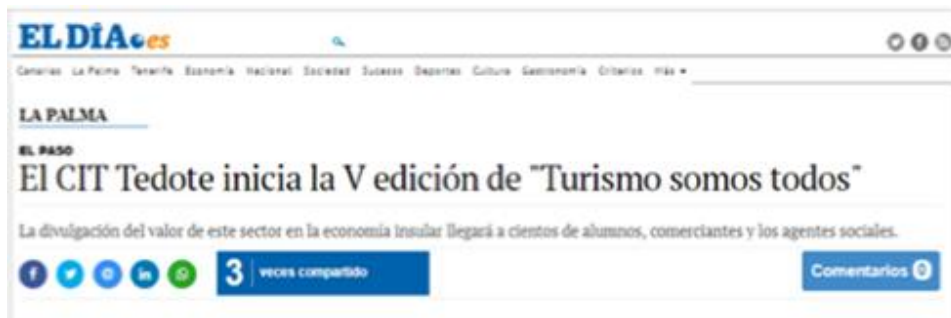 EL DÍA.es
Canarias La Palma Tenerife Economía Nacional Sociedad Sucesos Deportes Cultura Gastronomía Criterios Más
LA PALMA
EL PASO
El CIT Tedote inicia la V edición de "Turismo somos todos"
La divulgación del valor de este sector en la economía insular llegará a cientos de alumnos, comerciantes y los agentes sociales.
3 veces compartido
Comentarios 0